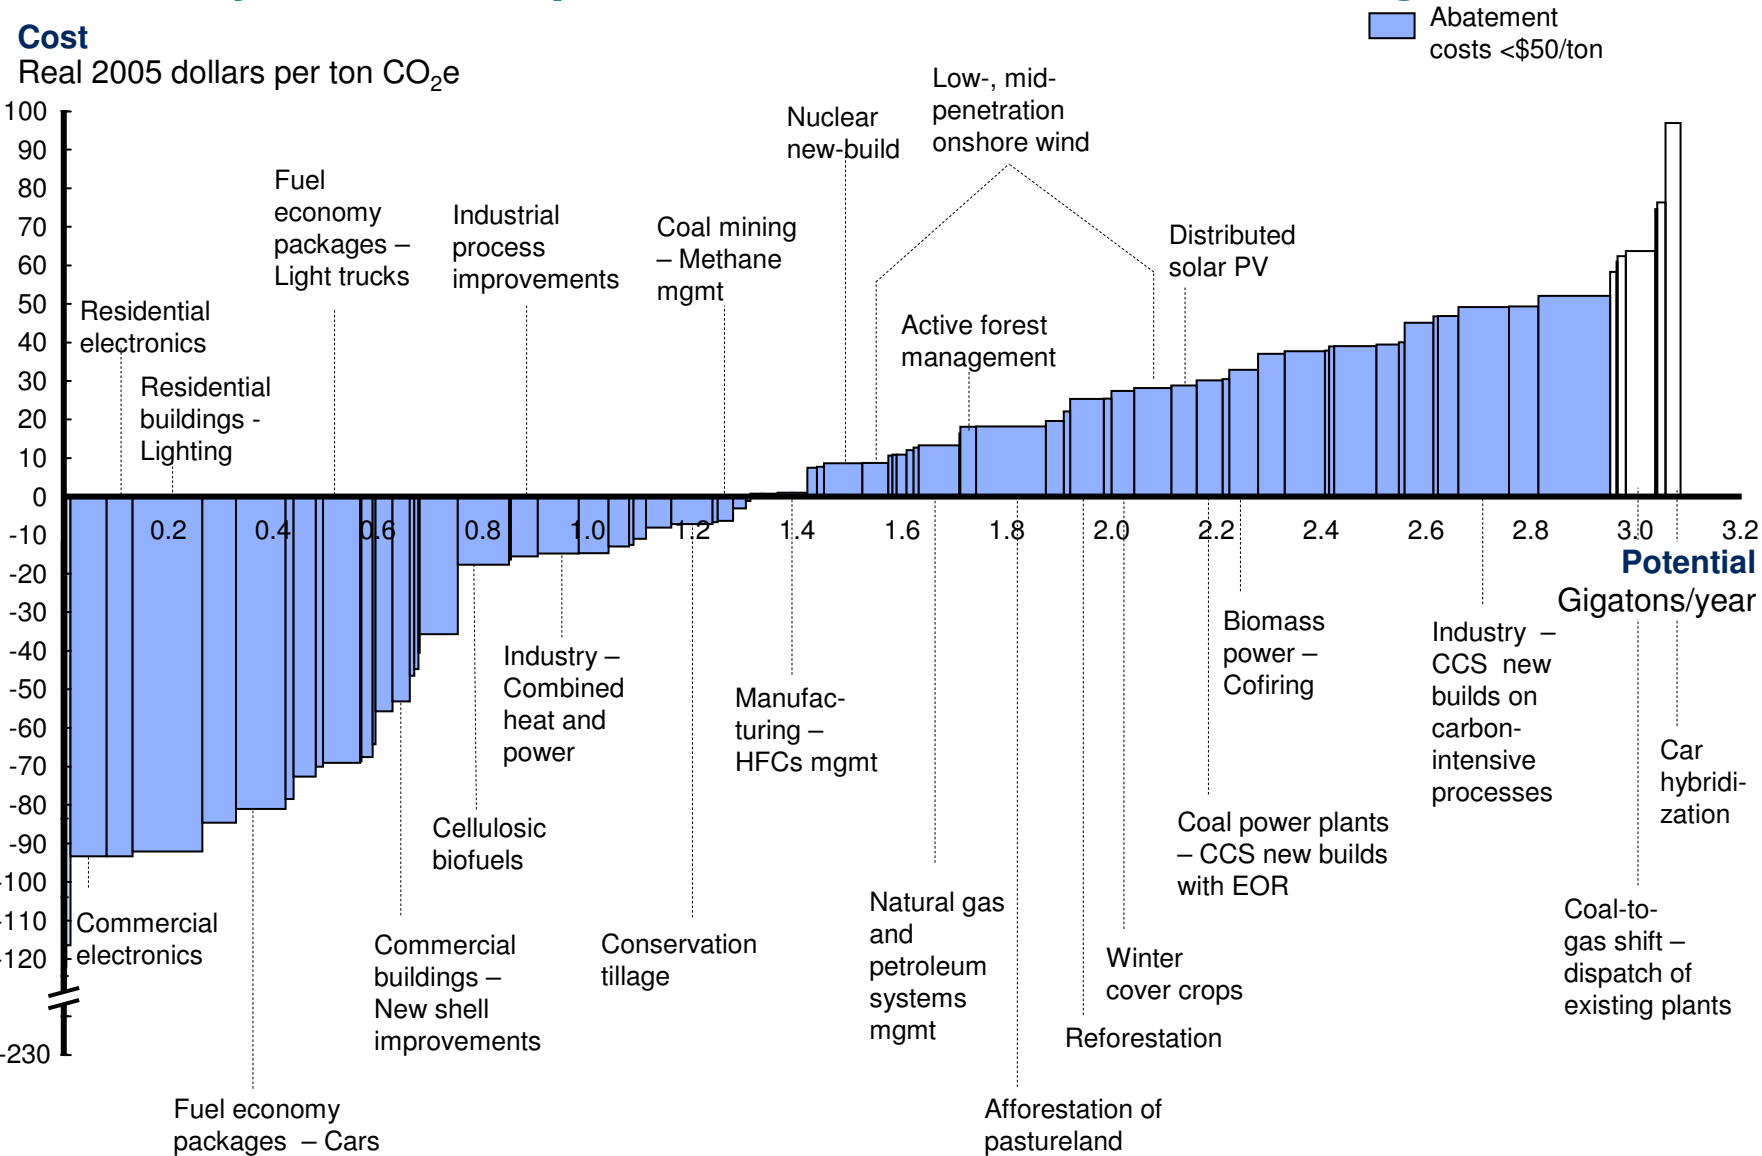 Abatement
costs <$50/ton
Cost
Real 2005 dollars per ton CO2e
100
90
80
70
60
50
40
30
20
10
0
-10
-20
-30
-40
-50
-60
-70
-80
-90
-100
-110
-120
-230
0.2
0.4
0.6
0.8
1.0
1.2
1.4
1.6
1.8
2.0
2.2
2.4
2.6
2.8
3.0
3.2
Potential
Gigatons/year
Residential
electronics
Residential
buildings -
Lighting
Fuel
economy
packages –
Light trucks
Industrial
process
improvements
Coal mining
– Methane
mgmt
Nuclear
new-build
Low-, mid-
penetration
onshore wind
Active forest
management
Distributed
solar PV
Commercial
electronics
Fuel economy
packages – Cars
Commercial
buildings –
New shell
improvements
Cellulosic
biofuels
Industry –
Combined
heat and
power
Conservation
tillage
Manufac-
turing –
HFCs mgmt
Natural gas
and
petroleum
systems
mgmt
Afforestation of
pastureland
Reforestation
Winter
cover crops
Coal power plants
– CCS new builds
with EOR
Biomass
power –
Cofiring
Industry –
CCS new
builds on
carbon-
intensive
processes
Coal-to-
gas shift –
dispatch of
existing plants
Car
hybridi-
zation